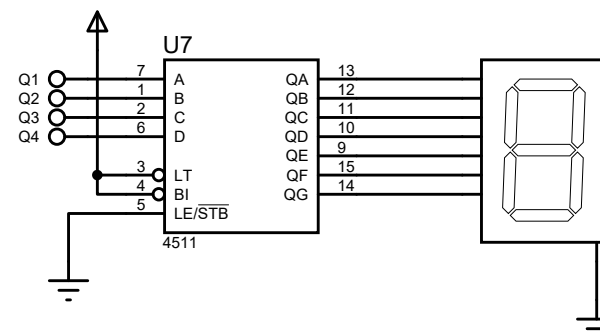 U7
Q1 7 A QA 13
Q2 1 B QB 12
Q3 2 C QC 11
Q4 6 D QD 10
QE 9
3 LT QF 15
4 BI QG 14
5 LE/STB
4511